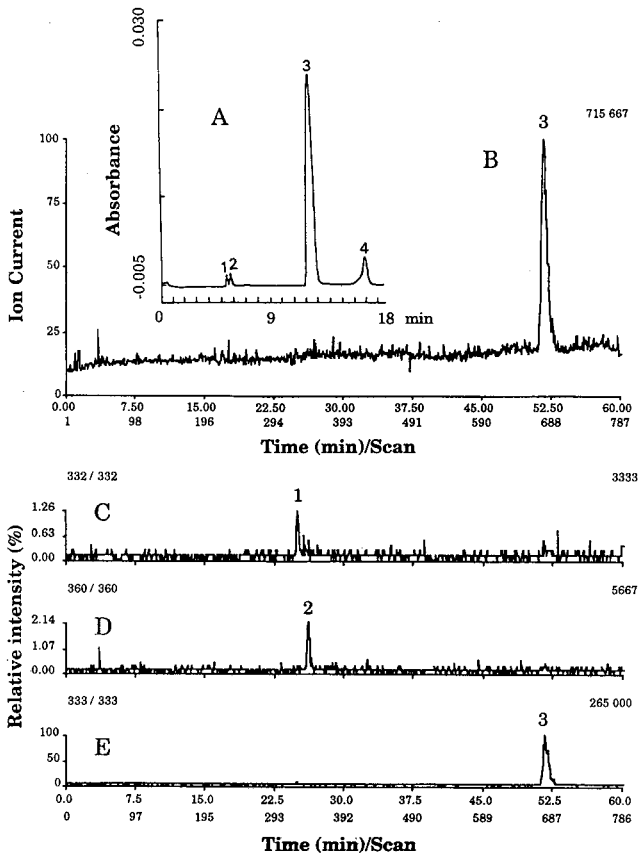 0.030
A
Absorbance
3
1 2
4
-0.005
0 9 min 18
715 667
3
B
Ion Current
100
75
50
25
0
0.00 7.50 15.00 22.50 30.00 37.50 45.00 52.50 60.00
1 98 196 294 393 491 590 688 787
Time (min)/Scan
Relative intensity (%)
332 / 332 3333
C
1
1.26
0.63
0.00
360 / 360 5667
D
2
2.14
1.07
0.00
333 / 333 265 000
E
3
100
50
0
0.0 7.5 15.0 22.5 30.0 37.5 45.0 52.5 60.0
0 97 195 293 392 490 589 687 786
Time (min)/Scan